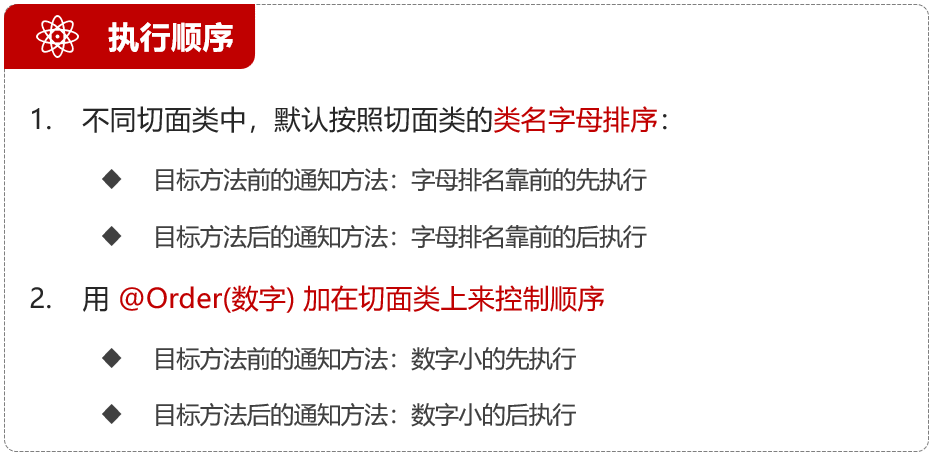 执行顺序
1. 不同切面类中，默认按照切面类的类名字母排序：
◆ 目标方法前的通知方法：字母排名靠前的先执行
◆ 目标方法后的通知方法：字母排名靠前的后执行
2. 用 @Order(数字) 加在切面类上来控制顺序
◆ 目标方法前的通知方法：数字小的先执行
◆ 目标方法后的通知方法：数字小的后执行